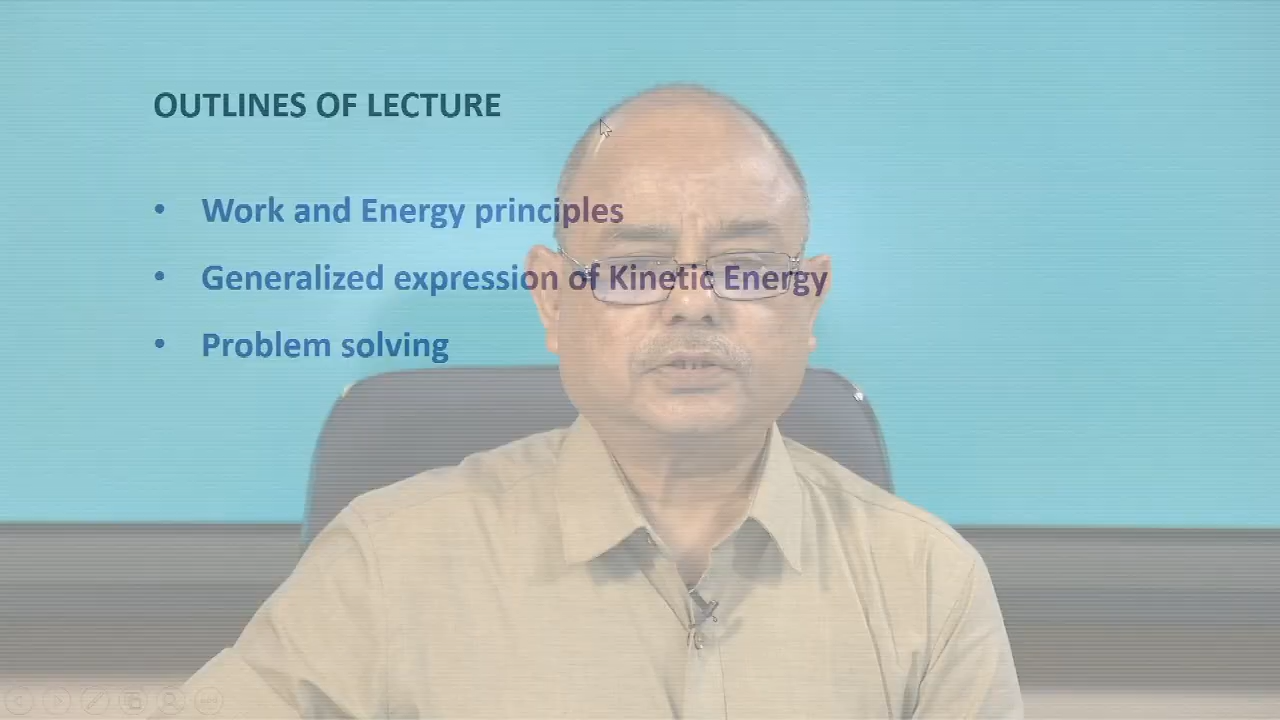 OUTLINES OF LECTURE
• Work and Energy principles
• Generalized expression of Kinetic Energy
• Problem solving